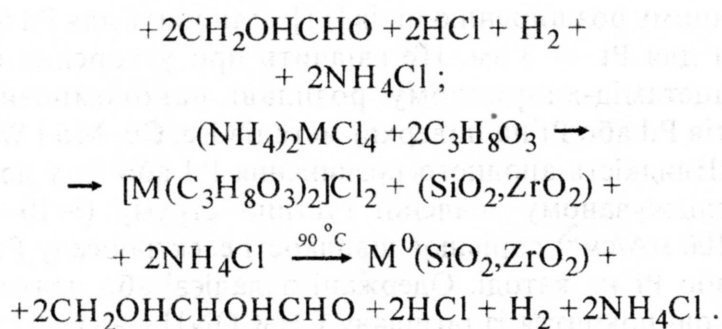 +2CH₂OHCHO +2HCl + H₂ +
+ 2NH₄Cl ;
(NH₄)₂MCl₄ +2C₃H₈O₃ →
→ [M(C₃H₈O₃)₂]Cl₂ + (SiO₂,ZrO₂) +
+ 2NH₄Cl —90°C→ M⁰(SiO₂,ZrO₂) +
+2CH₂OHCHOHCHO +2HCl + H₂ +2NH₄Cl .